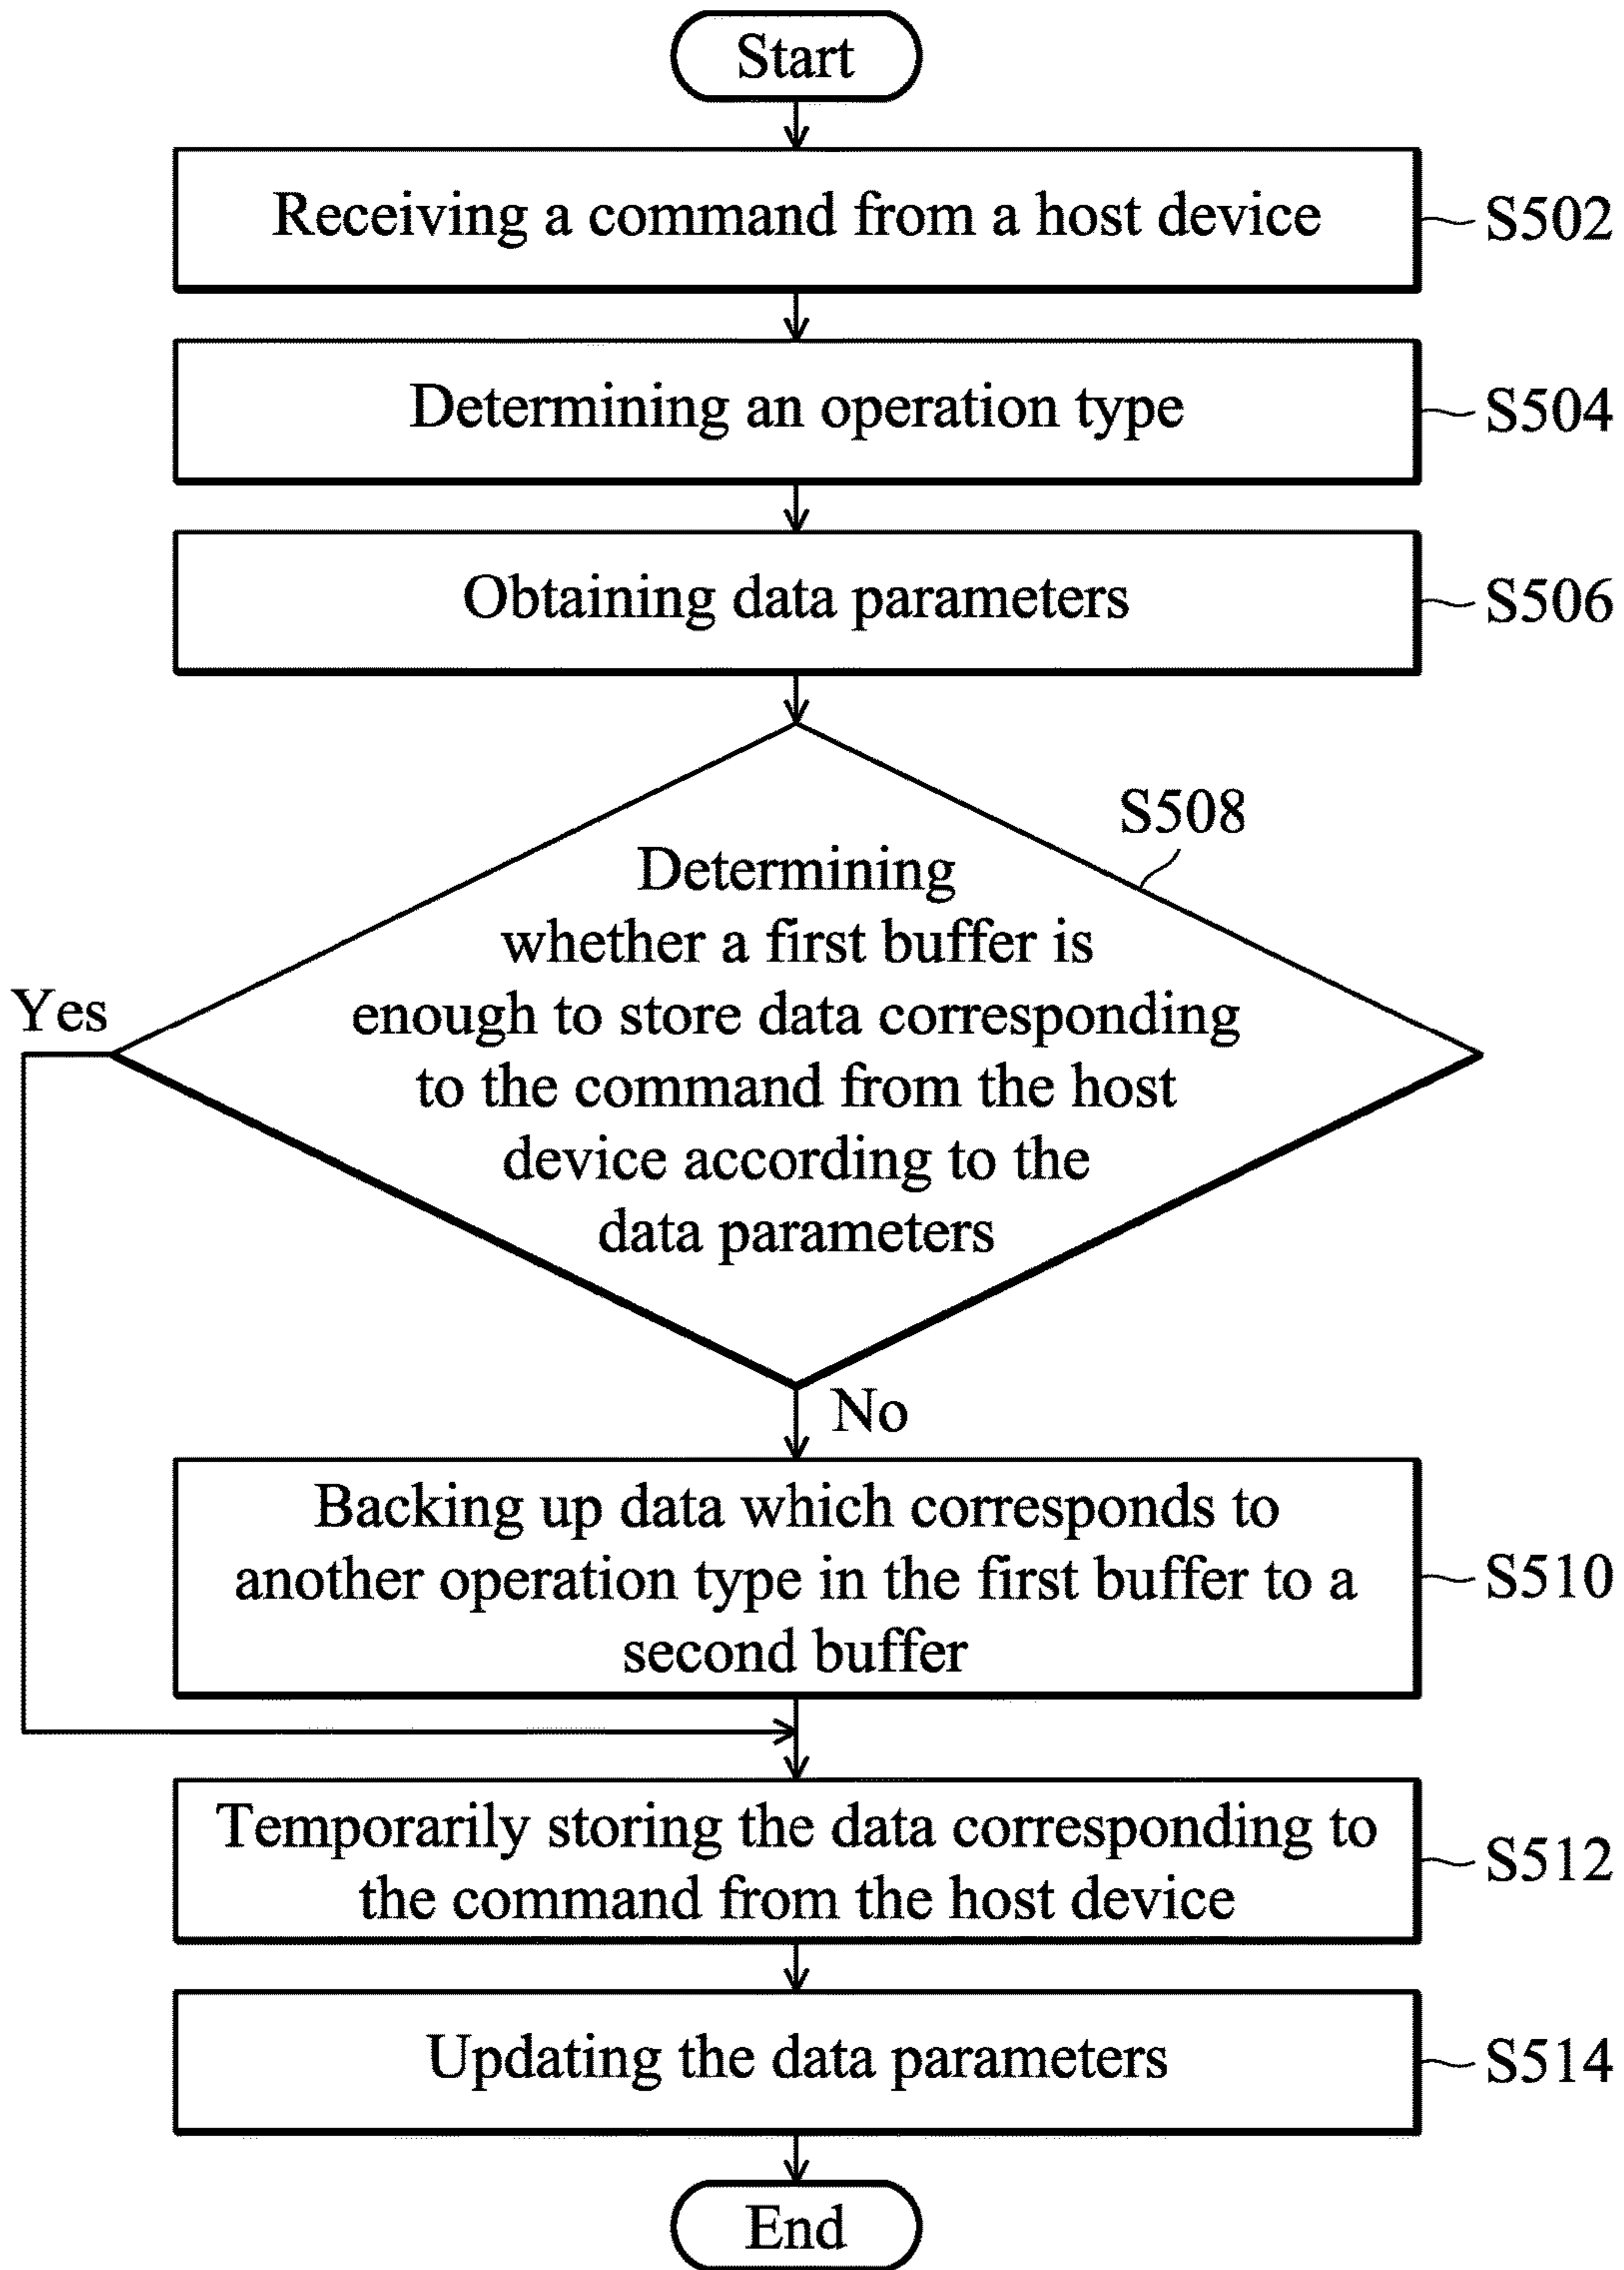 Start
Receiving a command from a host device
S502
Determining an operation type
S504
Obtaining data parameters
S506
S508
Determining
whether a first buffer is
enough to store data corresponding
to the command from the host
device according to the
data parameters
Yes
No
Backing up data which corresponds to
another operation type in the first buffer to a
second buffer
S510
Temporarily storing the data corresponding to
the command from the host device
S512
Updating the data parameters
S514
End